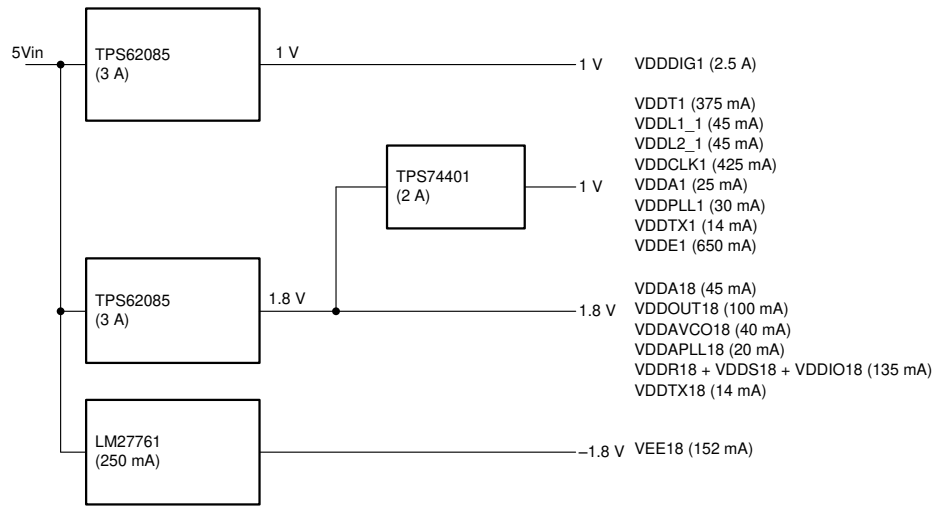 5Vin
TPS62085
(3 A)
1 V
1 V
VDDDIG1 (2.5 A)
TPS74401
(2 A)
1 V
VDDT1 (375 mA)
VDDL1_1 (45 mA)
VDDL2_1 (45 mA)
VDDCLK1 (425 mA)
VDDA1 (25 mA)
VDDPLL1 (30 mA)
VDDTX1 (14 mA)
VDDE1 (650 mA)
TPS62085
(3 A)
1.8 V
1.8 V
VDDA18 (45 mA)
VDDOUT18 (100 mA)
VDDAVCO18 (40 mA)
VDDAPLL18 (20 mA)
VDDR18 + VDDS18 + VDDIO18 (135 mA)
VDDTX18 (14 mA)
LM27761
(250 mA)
–1.8 V
VEE18 (152 mA)